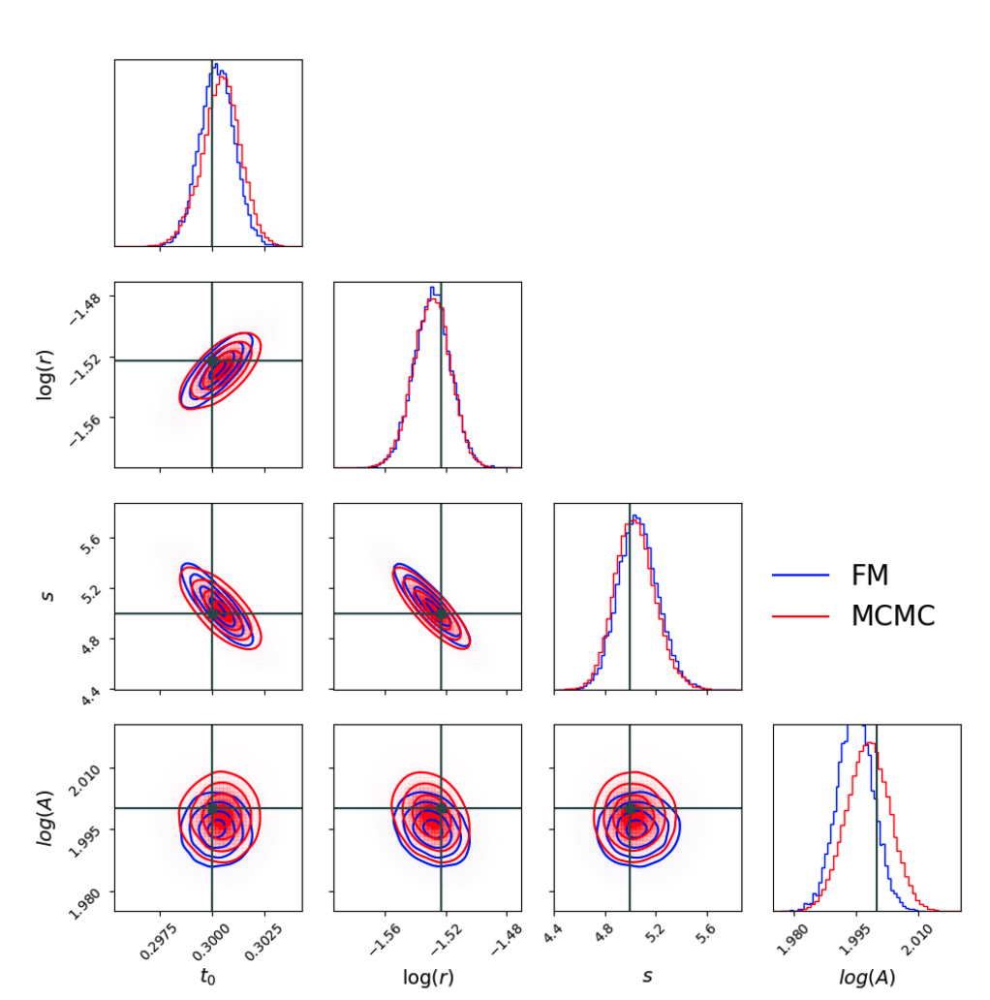 −1.48
−1.52
−1.56
log(r)
5.6
5.2
4.8
4.4
s
FM
MCMC
2.010
1.995
1.980
log(A)
0.2975 0.3000 0.3025
−1.56 −1.52 −1.48
4.4 4.8 5.2 5.6
1.980 1.995 2.010
t₀ log(r) s log(A)